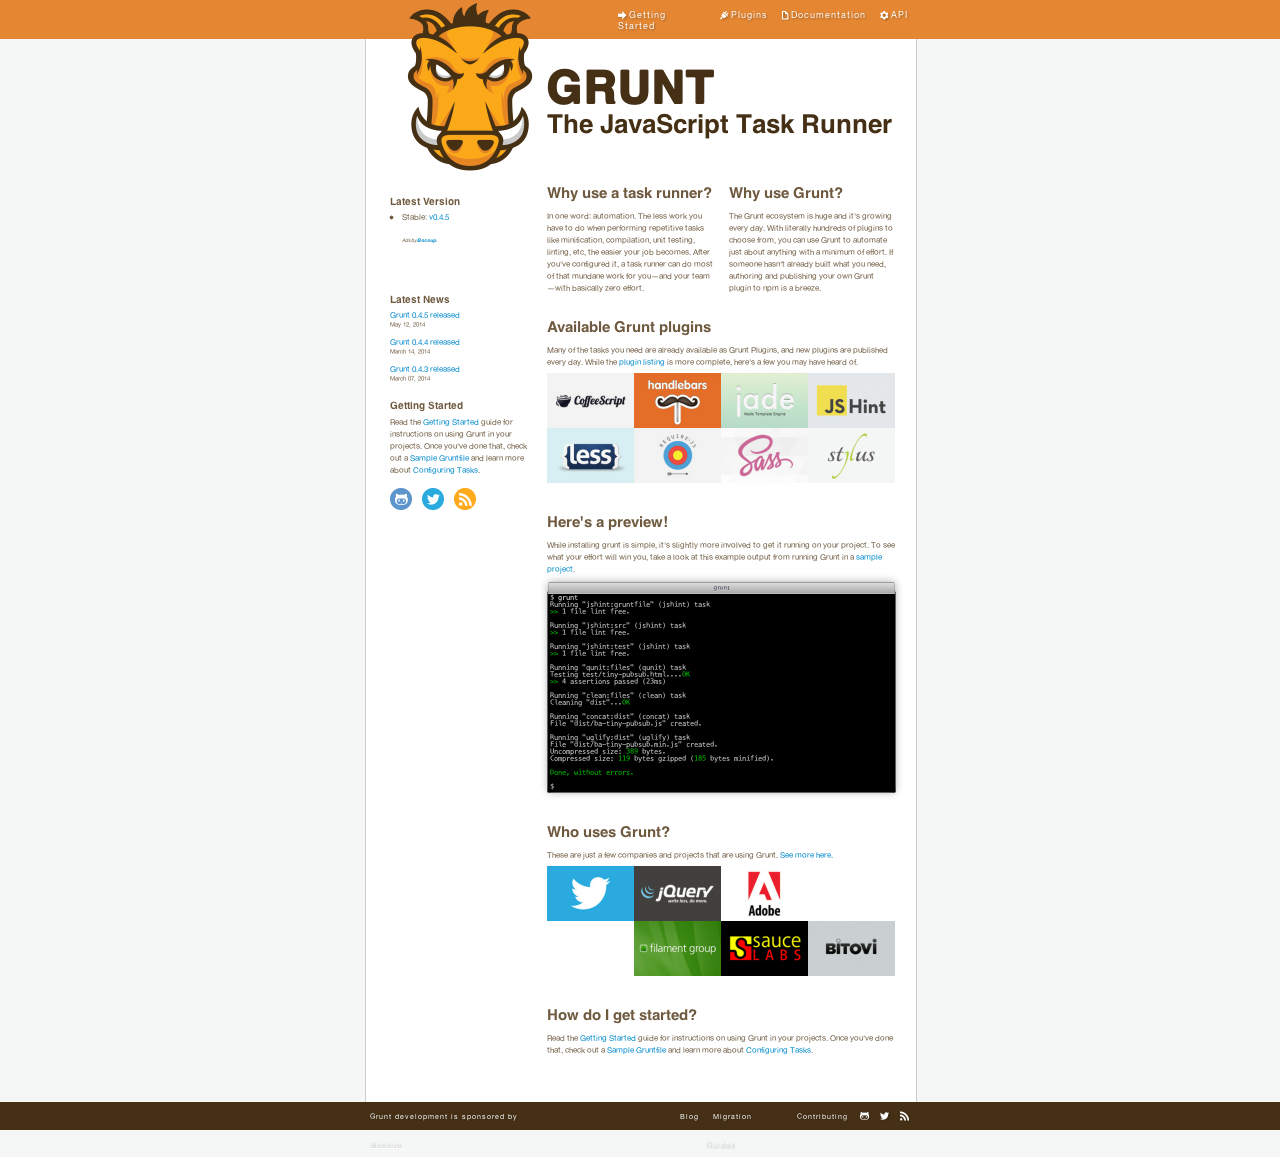 Getting Started
Plugins
Documentation
API
GRUNT
The JavaScript Task Runner
Latest Version
Stable: v0.4.5
Ads by Bocoup.
Latest News
Grunt 0.4.5 released
May 12, 2014
Grunt 0.4.4 released
March 14, 2014
Grunt 0.4.3 released
March 07, 2014
Getting Started
Read the Getting Started guide for
instructions on using Grunt in your
projects. Once you've done that, check
out a Sample Gruntfile and learn more
about Configuring Tasks.
Why use a task runner?
In one word: automation. The less work you
have to do when performing repetitive tasks
like minification, compilation, unit testing,
linting, etc, the easier your job becomes. After
you've configured it, a task runner can do most
of that mundane work for you—and your team
—with basically zero effort.
Why use Grunt?
The Grunt ecosystem is huge and it's growing
every day. With literally hundreds of plugins to
choose from, you can use Grunt to automate
just about anything with a minimum of effort. If
someone hasn't already built what you need,
authoring and publishing your own Grunt
plugin to npm is a breeze.
Available Grunt plugins
Many of the tasks you need are already available as Grunt Plugins, and new plugins are published
every day. While the plugin listing is more complete, here's a few you may have heard of.
CoffeeScript
handlebars
jade
Node Template Engine
JS Hint
{less}
REQUIRE·JS
Sass
stylus
Here's a preview!
While installing grunt is simple, it's slightly more involved to get it running on your project. To see
what your effort will win you, take a look at this example output from running Grunt in a sample
project.
grunt
$ grunt
Running "jshint:gruntfile" (jshint) task
>> 1 file lint free.
Running "jshint:src" (jshint) task
>> 1 file lint free.
Running "jshint:test" (jshint) task
>> 1 file lint free.
Running "qunit:files" (qunit) task
Testing test/tiny-pubsub.html....OK
>> 4 assertions passed (23ms)
Running "clean:files" (clean) task
Cleaning "dist"...OK
Running "concat:dist" (concat) task
File "dist/ba-tiny-pubsub.js" created.
Running "uglify:dist" (uglify) task
File "dist/ba-tiny-pubsub.min.js" created.
Uncompressed size: 389 bytes.
Compressed size: 119 bytes gzipped (185 bytes minified).
Done, without errors.
$
Who uses Grunt?
These are just a few companies and projects that are using Grunt. See more here.
jQuery
write less, do more.
Adobe
filament group
SAUCE
LABS
BITOVI
How do I get started?
Read the Getting Started guide for instructions on using Grunt in your projects. Once you've done
that, check out a Sample Gruntfile and learn more about Configuring Tasks.
Grunt development is sponsored by
Blog
Migration
Contributing
Bocoup
Guides